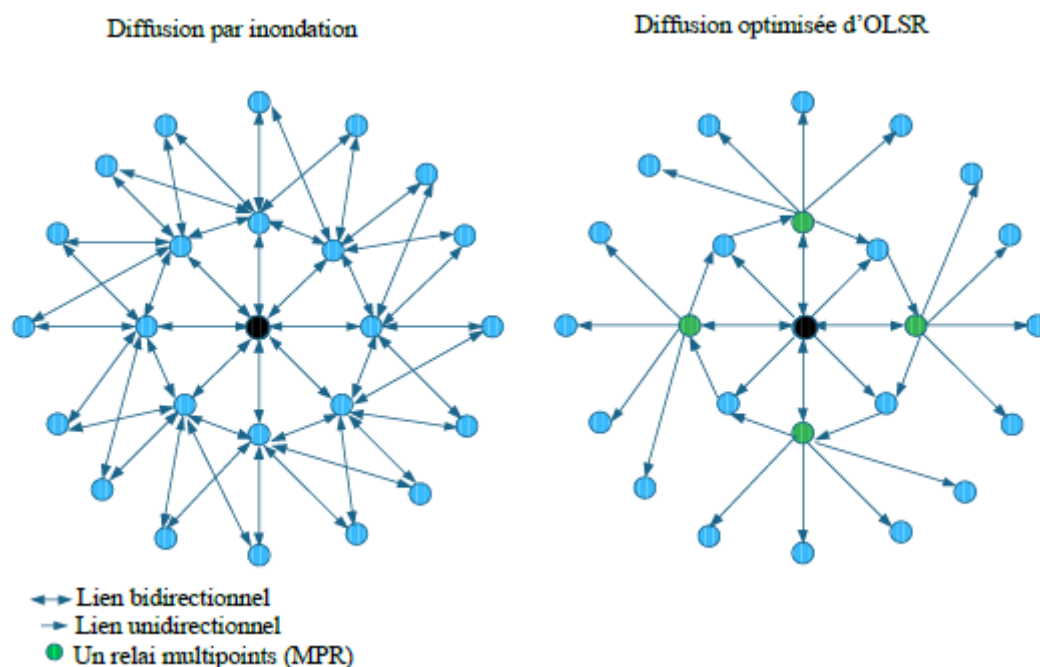 Diffusion par inondation
Diffusion optimisée d'OLSR
Lien bidirectionnel
Lien unidirectionnel
Un relai multipoints (MPR)